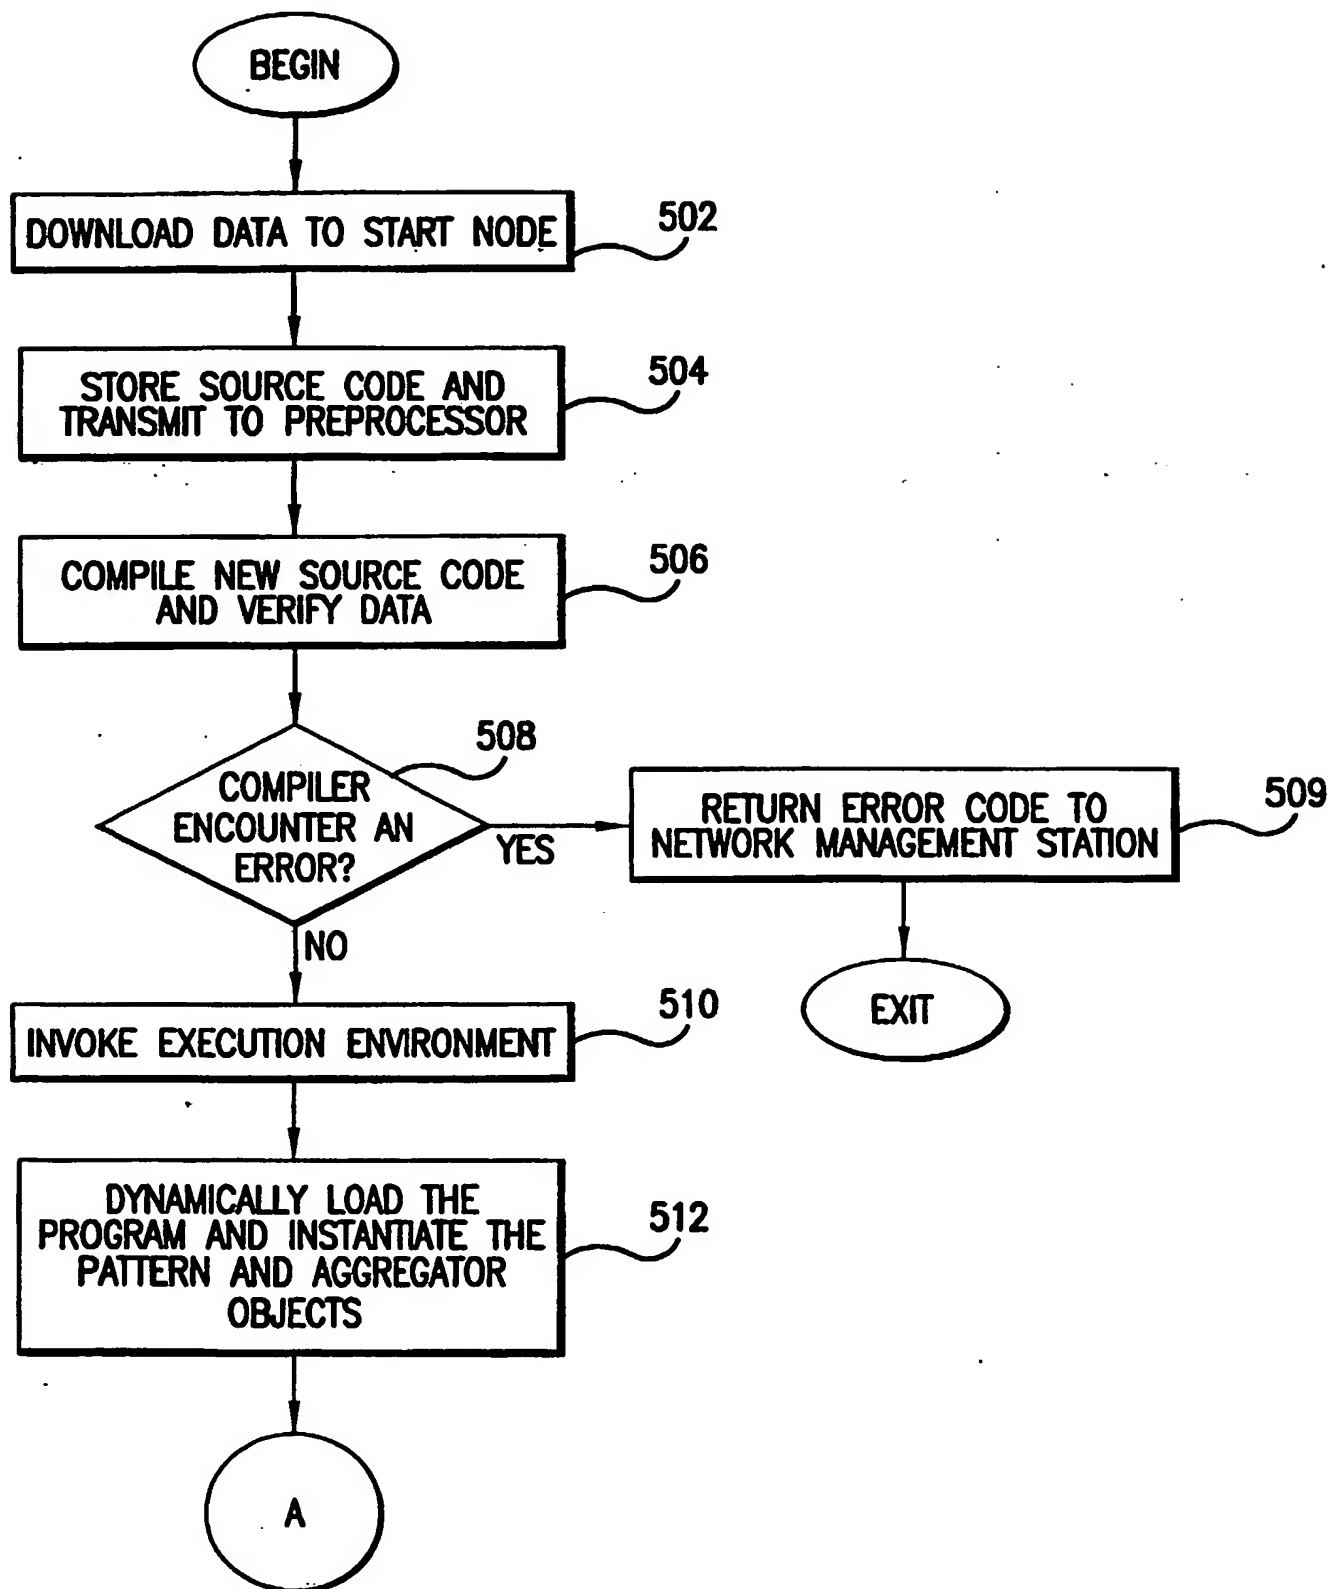 BEGIN
DOWNLOAD DATA TO START NODE
502
STORE SOURCE CODE AND
TRANSMIT TO PREPROCESSOR
504
COMPILE NEW SOURCE CODE
AND VERIFY DATA
506
COMPILER
ENCOUNTER AN
ERROR?
508
YES
RETURN ERROR CODE TO
NETWORK MANAGEMENT STATION
509
EXIT
NO
INVOKE EXECUTION ENVIRONMENT
510
DYNAMICALLY LOAD THE
PROGRAM AND INSTANTIATE THE
PATTERN AND AGGREGATOR
OBJECTS
512
A